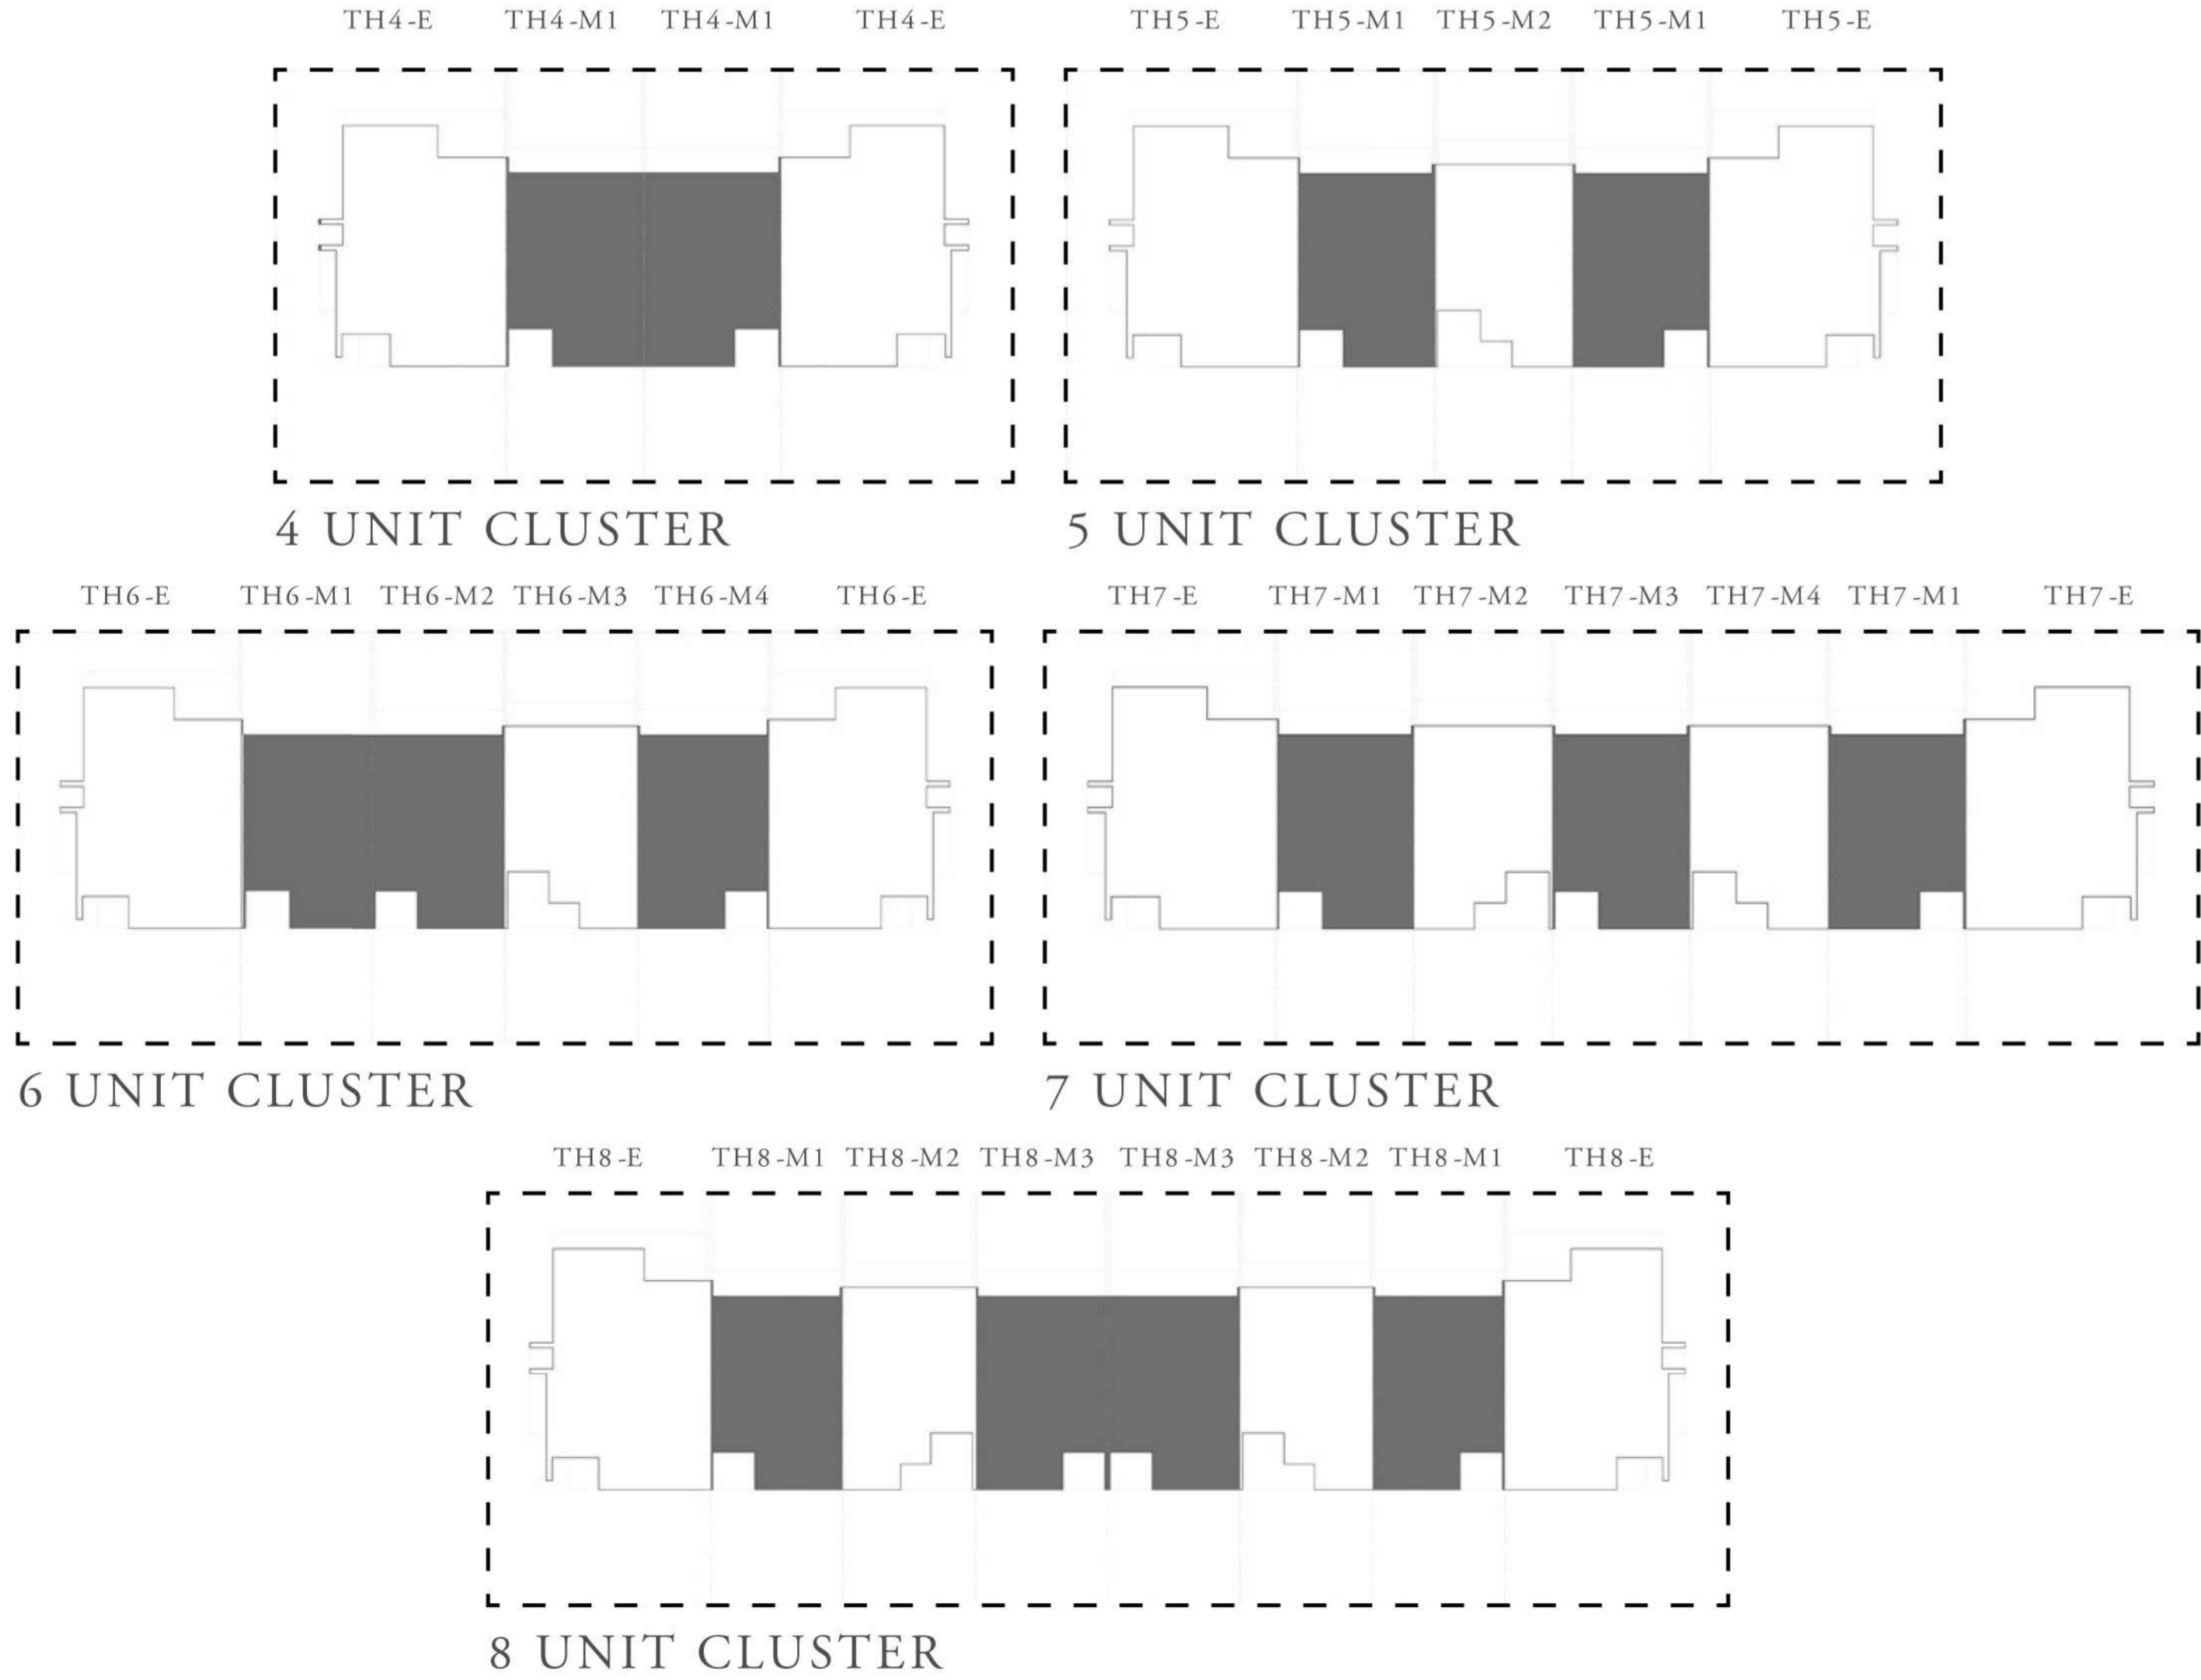 TH4-E TH4-M1 TH4-M1 TH4-E
TH5-E TH5-M1 TH5-M2 TH5-M1 TH5-E
4 UNIT CLUSTER
5 UNIT CLUSTER
TH6-E TH6-M1 TH6-M2 TH6-M3 TH6-M4 TH6-E
TH7-E TH7-M1 TH7-M2 TH7-M3 TH7-M4 TH7-M1 TH7-E
6 UNIT CLUSTER
7 UNIT CLUSTER
TH8-E TH8-M1 TH8-M2 TH8-M3 TH8-M3 TH8-M2 TH8-M1 TH8-E
8 UNIT CLUSTER